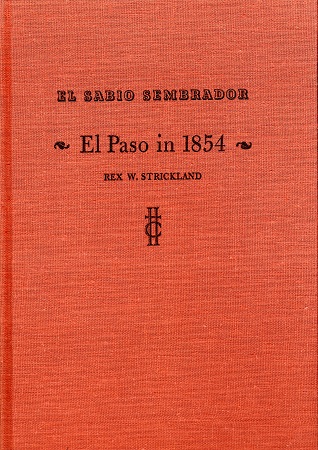 EL SABIO SEMBRADOR
El Paso in 1854
REX W. STRICKLAND